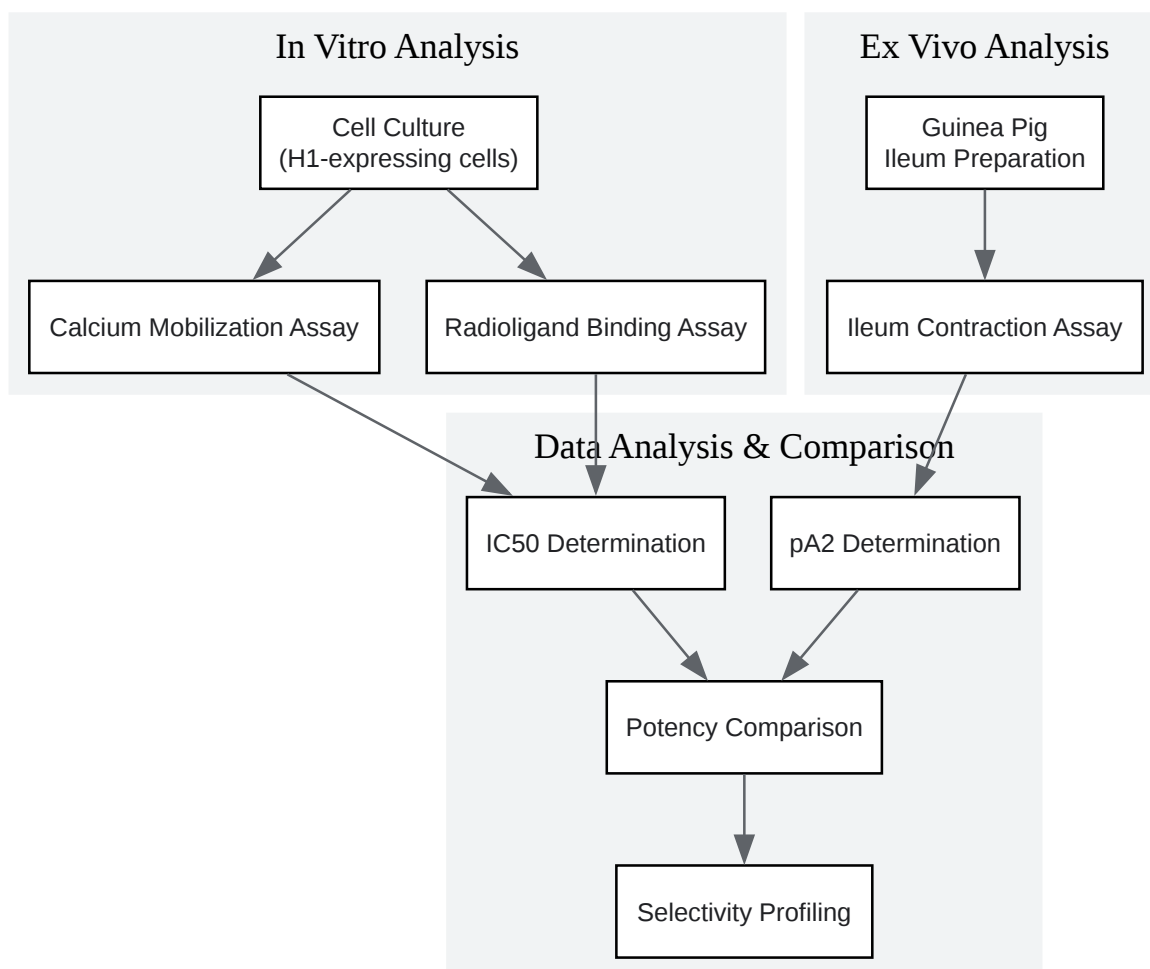 In Vitro Analysis
Ex Vivo Analysis
Cell Culture
(H1-expressing cells)
Guinea Pig
Ileum Preparation
Calcium Mobilization Assay
Radioligand Binding Assay
Ileum Contraction Assay
Data Analysis & Comparison
IC50 Determination
pA2 Determination
Potency Comparison
Selectivity Profiling